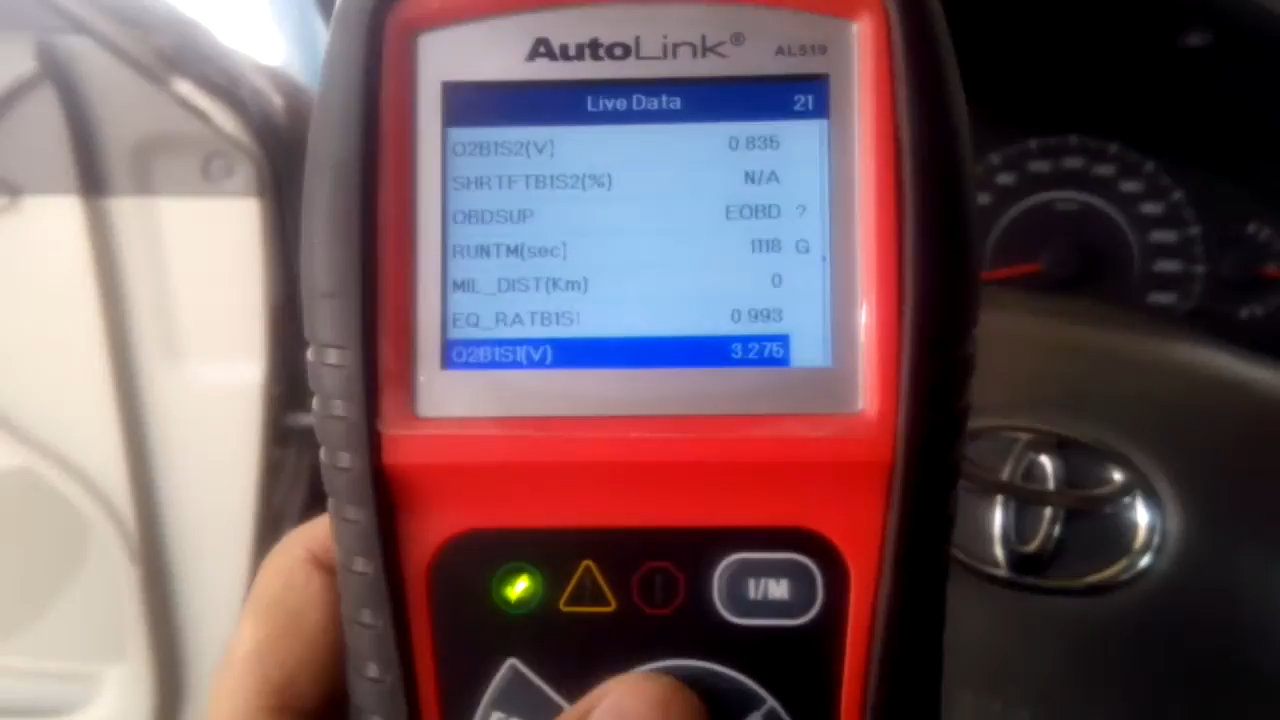 AutoLink® AL519
Live Data 21
O2B1S2(V) 0.835
SHRTFTB1S2(%) N/A
OBDSUP EOBD ?
RUNTM(sec) 1118 G
MIL_DIST(Km) 0
EQ_RATB1S1 0.993
O2B1S1(V) 3.275
I/M